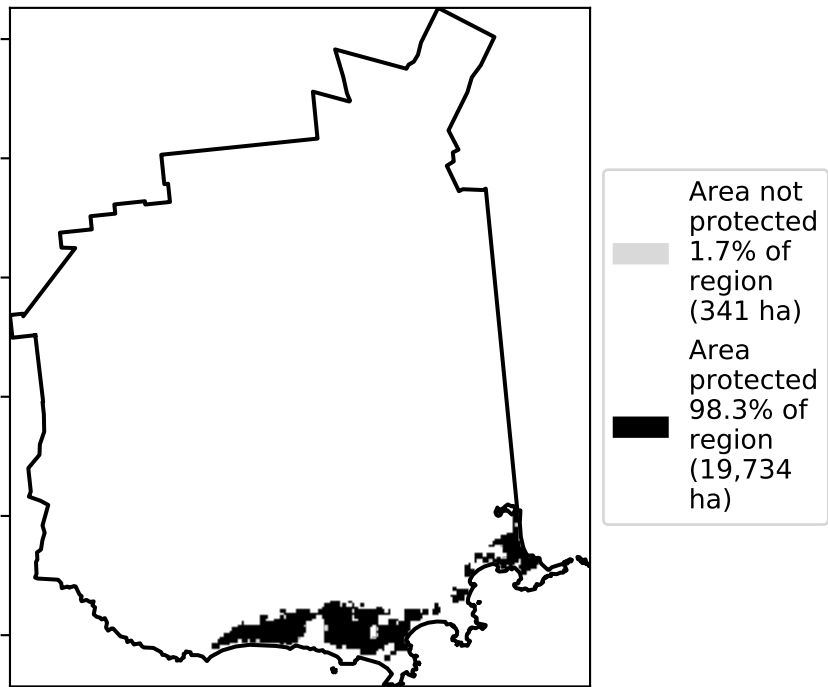 Area not
protected
1.7% of
region
(341 ha)
Area
protected
98.3% of
region
(19,734
ha)